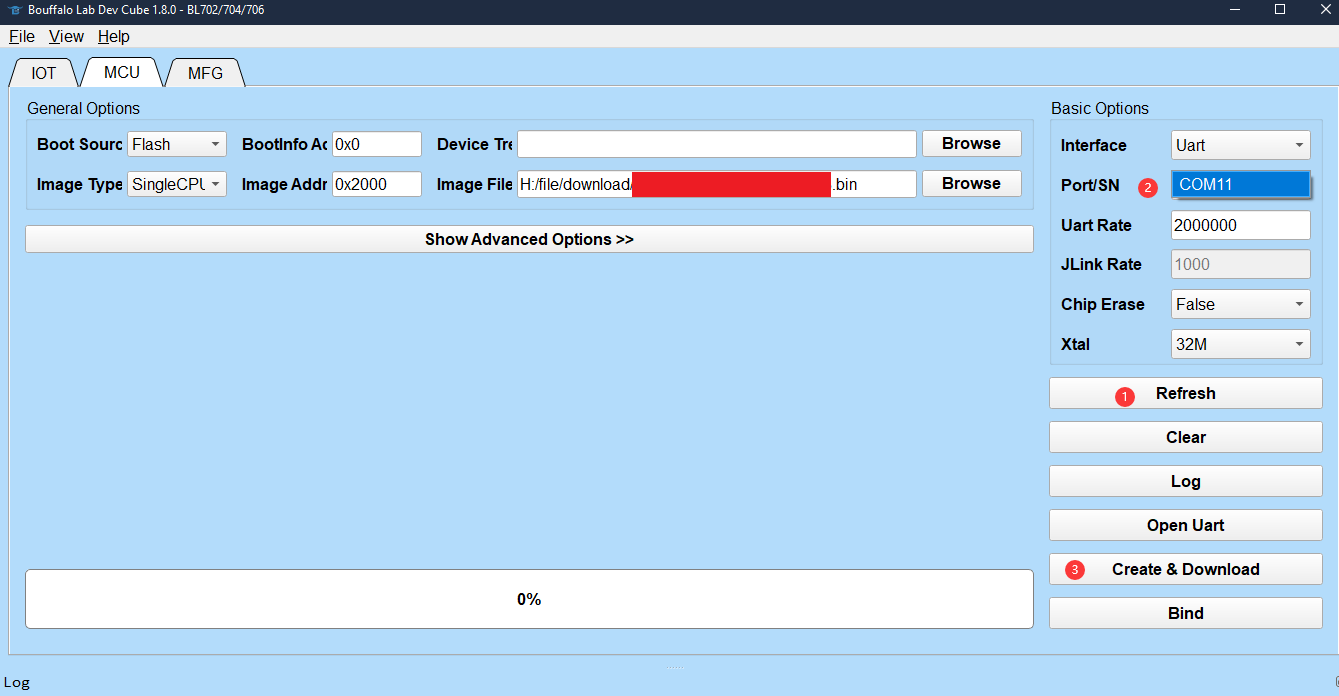 Bouffalo Lab Dev Cube 1.8.0 - BL702/704/706
File View Help
IOT MCU MFG
General Options
Boot Sourc Flash BootInfo Ac 0x0 Device Tre Browse
Image Type SingleCPU Image Addr 0x2000 Image File H:/file/download/ .bin Browse
Show Advanced Options >>
0%
Basic Options
Interface Uart
Port/SN 2 COM11
Uart Rate 2000000
JLink Rate 1000
Chip Erase False
Xtal 32M
1 Refresh
Clear
Log
Open Uart
3 Create & Download
Bind
Log